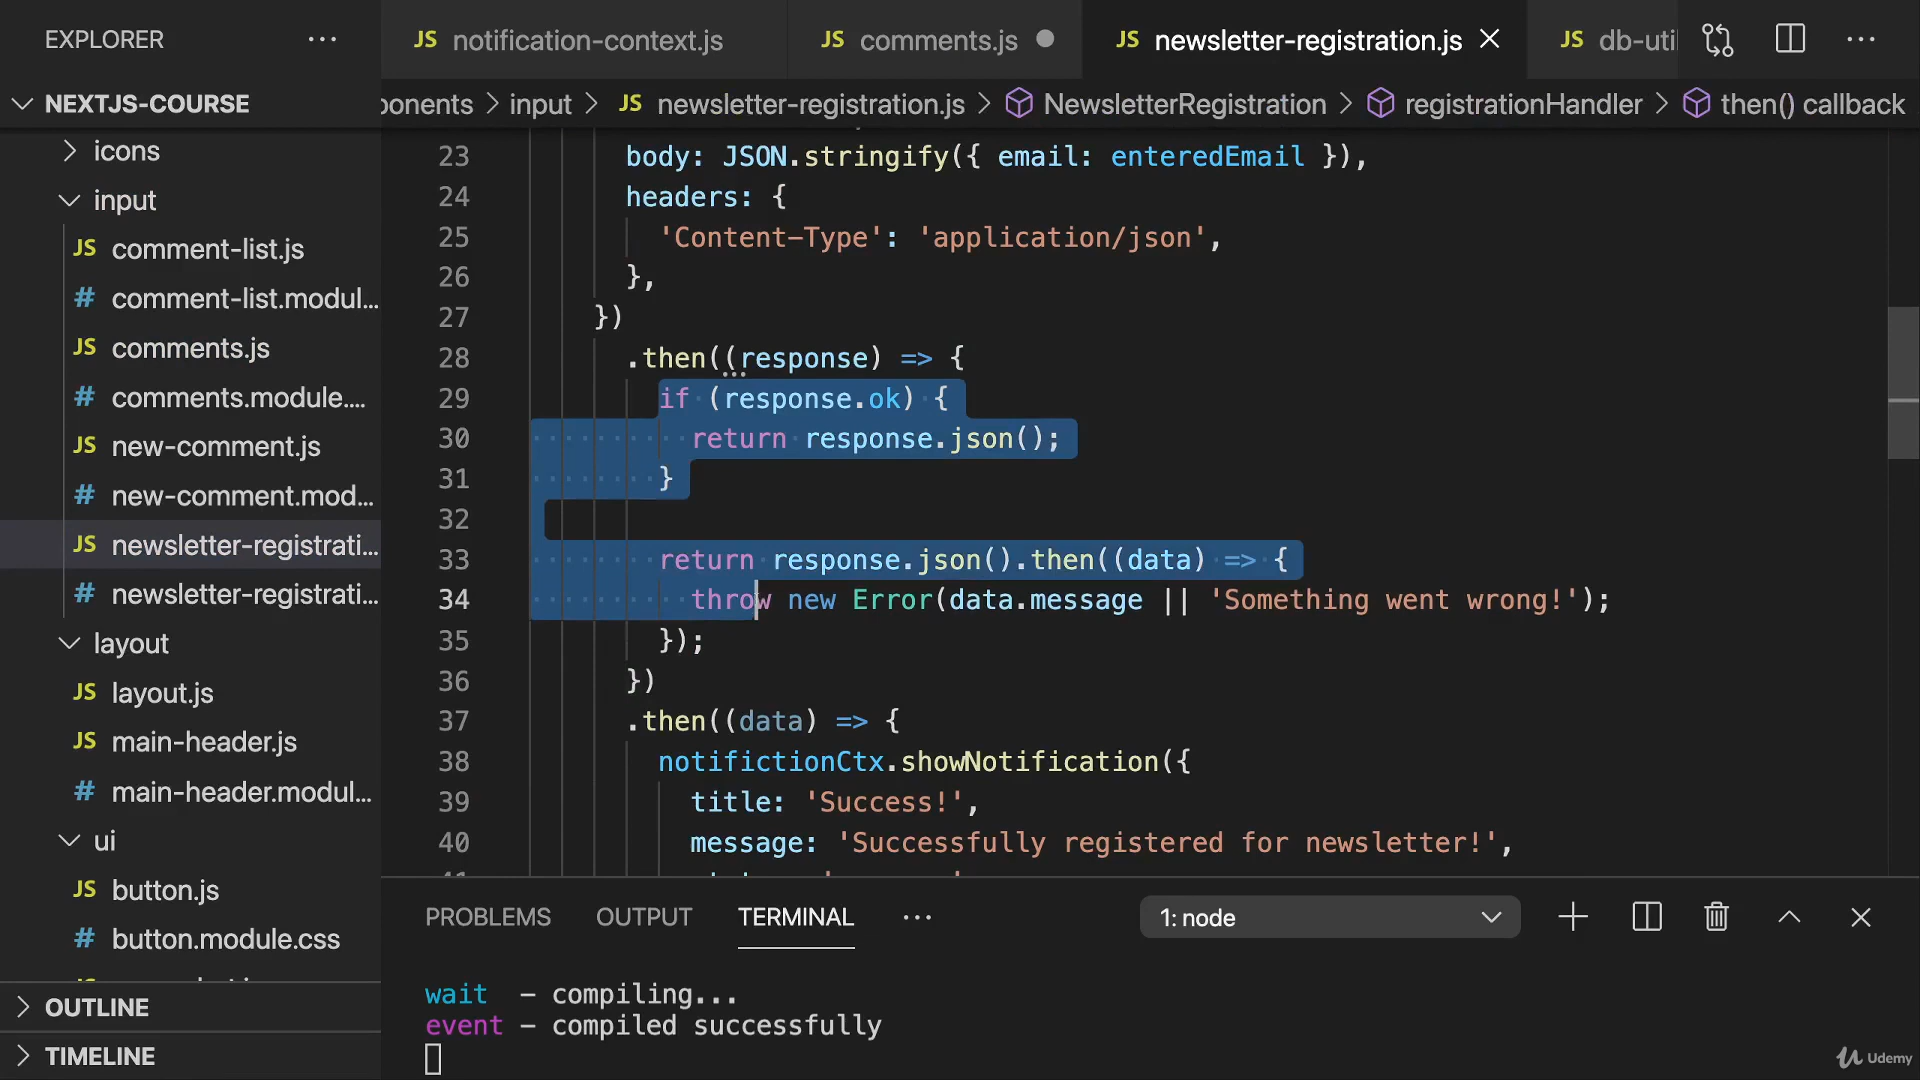 EXPLORER
NEXTJS-COURSE
icons
input
JS comment-list.js
# comment-list.modul...
JS comments.js
# comments.module....
JS new-comment.js
# new-comment.mod...
JS newsletter-registrati...
# newsletter-registrati...
layout
JS layout.js
JS main-header.js
# main-header.modul...
ui
JS button.js
# button.module.css
OUTLINE
TIMELINE
JS notification-context.js
JS comments.js
JS newsletter-registration.js
JS db-util
ponents > input > JS newsletter-registration.js > NewsletterRegistration > registrationHandler > then() callback
23 body: JSON.stringify({ email: enteredEmail }),
24 headers: {
25 'Content-Type': 'application/json',
26 },
27 })
28 .then((response) => {
29 if (response.ok) {
30 return response.json();
31 }
32
33 return response.json().then((data) => {
34 throw new Error(data.message || 'Something went wrong!');
35 });
36 })
37 .then((data) => {
38 notifictionCtx.showNotification({
39 title: 'Success!',
40 message: 'Successfully registered for newsletter!',
PROBLEMS OUTPUT TERMINAL ...
1: node
wait - compiling...
event - compiled successfully
Udemy